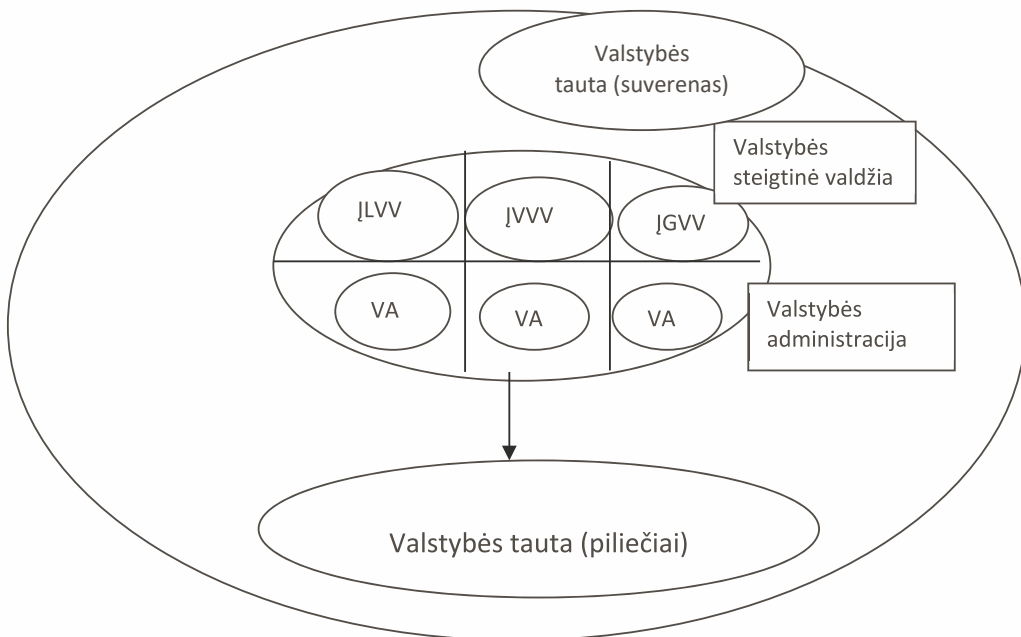 Valstybės
tauta (suverenas)
Valstybės
steigtinė valdžia
ĮLVV
ĮVVV
ĮGVV
VA
VA
VA
Valstybės
administracija
Valstybės tauta (piliečiai)